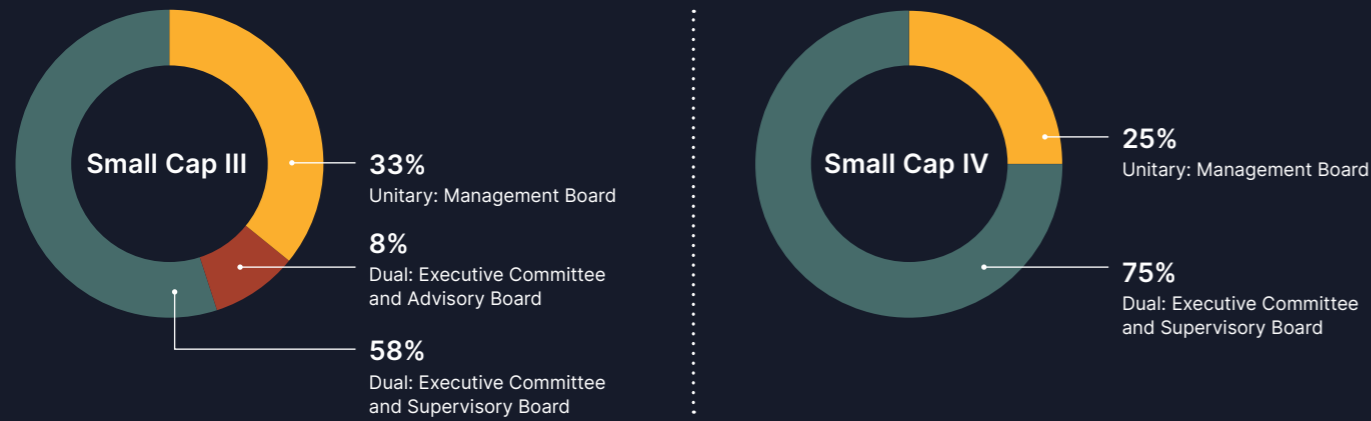 Small Cap III
33%
Unitary: Management Board
8%
Dual: Executive Committee
and Advisory Board
58%
Dual: Executive Committee
and Supervisory Board
Small Cap IV
25%
Unitary: Management Board
75%
Dual: Executive Committee
and Supervisory Board